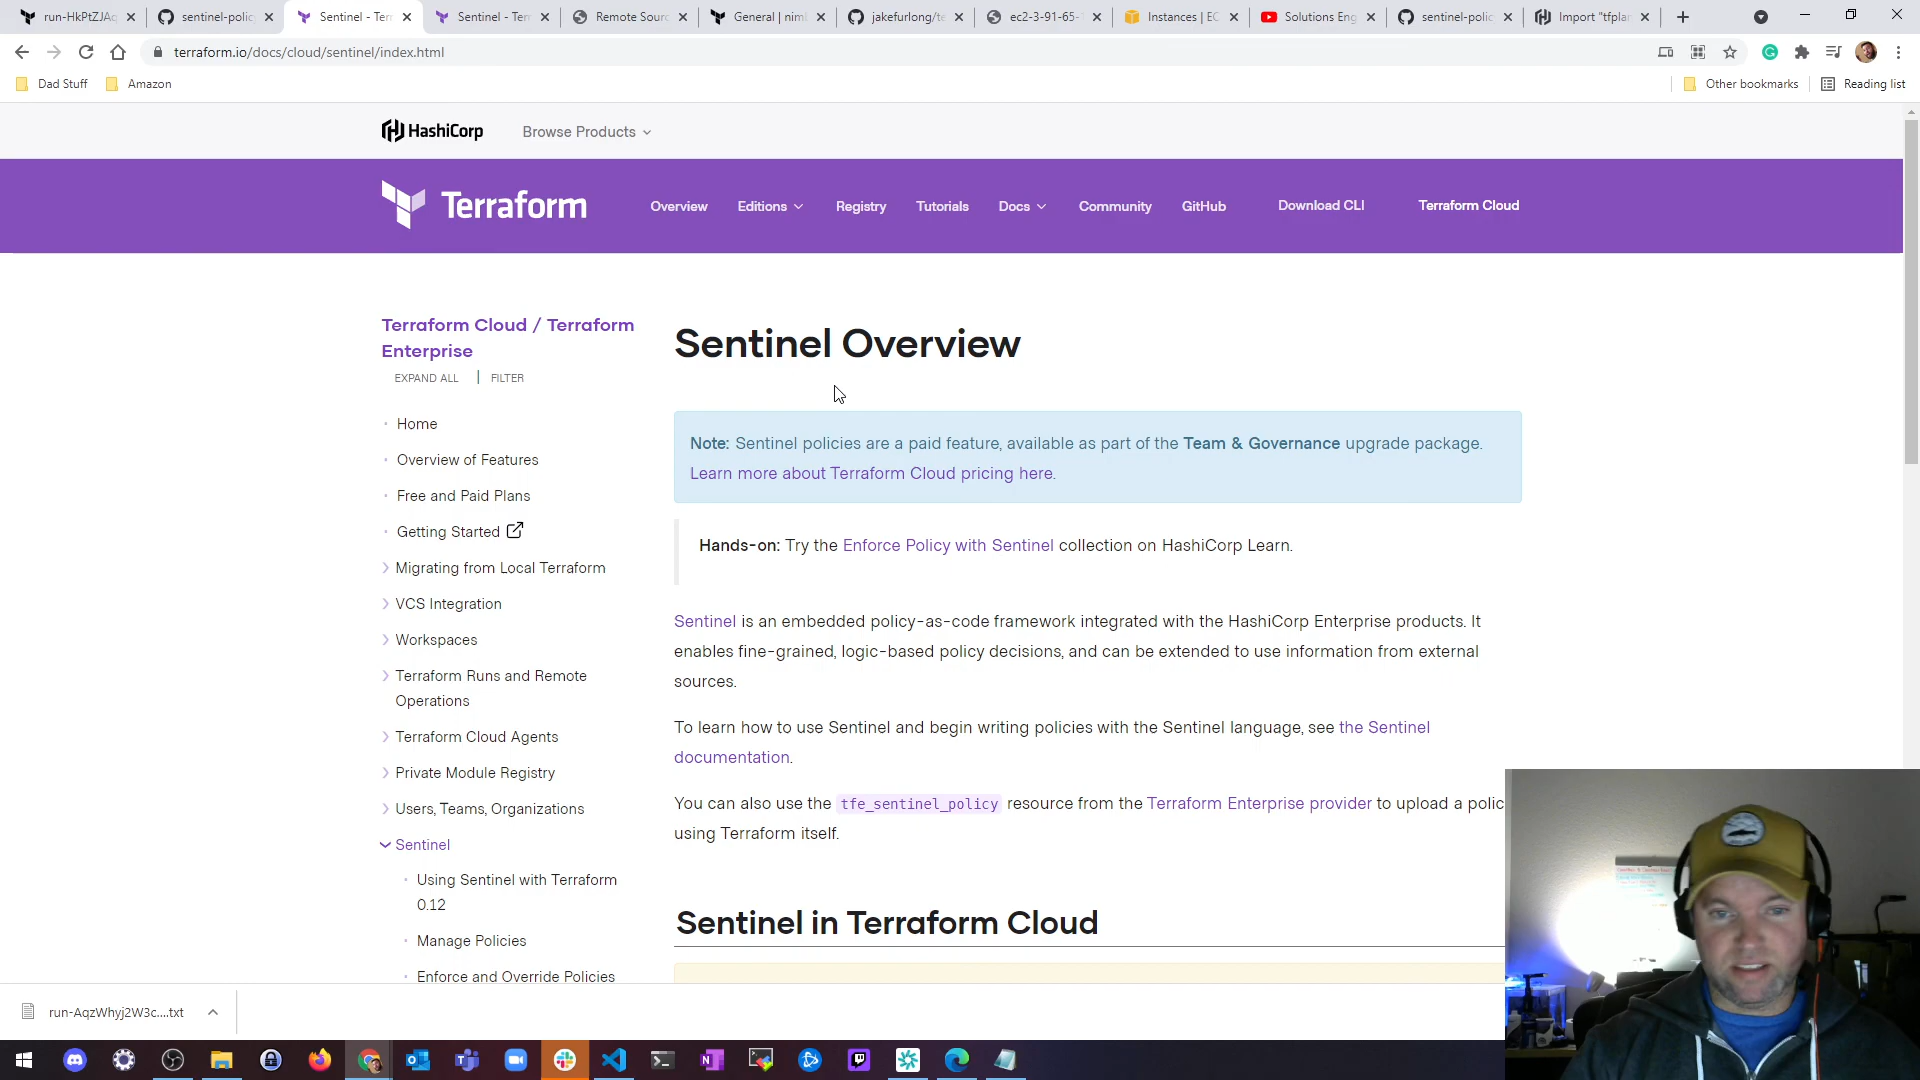 run-HkPtZJAq
sentinel-polic
Sentinel - Ter
Sentinel - Ter
Remote Sourc
General | nimb
jakefurlong/te
ec2-3-91-65-
Instances | EC
Solutions Eng
sentinel-polic
Import "tfplan
terraform.io/docs/cloud/sentinel/index.html
Dad Stuff
Amazon
Other bookmarks
Reading list
HashiCorp
Browse Products
Terraform
Overview
Editions
Registry
Tutorials
Docs
Community
GitHub
Download CLI
Terraform Cloud
Terraform Cloud / Terraform
Enterprise
EXPAND ALL | FILTER
Home
Overview of Features
Free and Paid Plans
Getting Started
Migrating from Local Terraform
VCS Integration
Workspaces
Terraform Runs and Remote
Operations
Terraform Cloud Agents
Private Module Registry
Users, Teams, Organizations
Sentinel
Using Sentinel with Terraform
0.12
Manage Policies
Enforce and Override Policies
Sentinel Overview
Note: Sentinel policies are a paid feature, available as part of the Team & Governance upgrade package.
Learn more about Terraform Cloud pricing here.
Hands-on: Try the Enforce Policy with Sentinel collection on HashiCorp Learn.
Sentinel is an embedded policy-as-code framework integrated with the HashiCorp Enterprise products. It
enables fine-grained, logic-based policy decisions, and can be extended to use information from external
sources.
To learn how to use Sentinel and begin writing policies with the Sentinel language, see the Sentinel
documentation.
You can also use the tfe_sentinel_policy resource from the Terraform Enterprise provider to upload a polic
using Terraform itself.
Sentinel in Terraform Cloud
run-AqzWhyj2W3c....txt